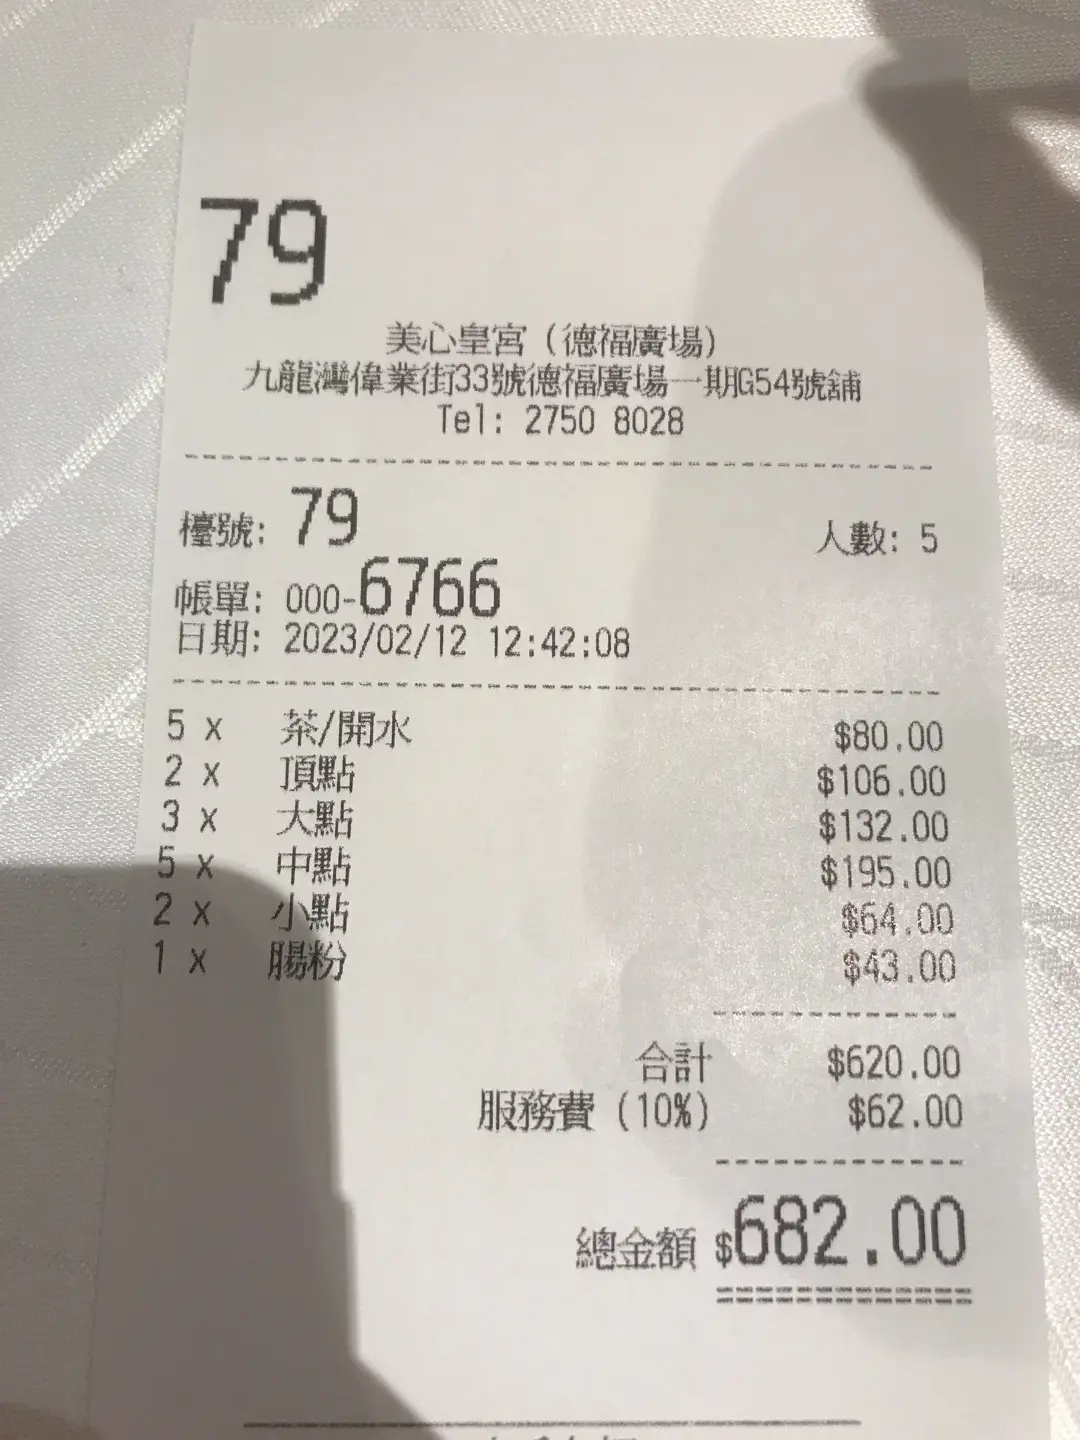 79
美心皇宮（德福廣場）
九龍灣偉業街33號德福廣場一期G54號舖
Tel: 2750 8028
檯號: 79 人數: 5
帳單: 000-6766
日期: 2023/02/12 12:42:08
5 x 茶/開水 $80.00
2 x 頂點 $106.00
3 x 大點 $132.00
5 x 中點 $195.00
2 x 小點 $64.00
1 x 腸粉 $43.00
合計 $620.00
服務費 (10%) $62.00
總金額 $682.00